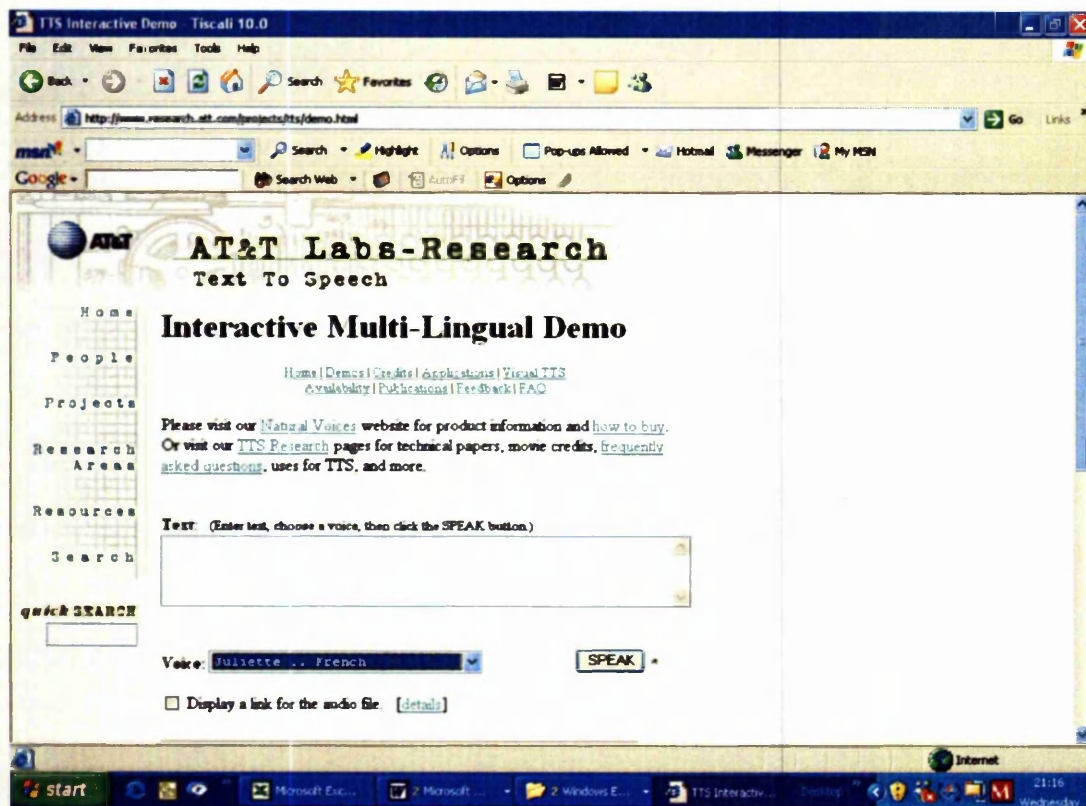 TTS Interactive Demo - Tiscali 10.0
File Edit View Favorites Tools Help
Back Search Favorites
Address http://www.research.att.com/projects/tts/demo.html Go Links
msn Search Highlight Options Pop-ups Allowed Hotmail Messenger My MSN
Google Search Web AutoFill Options
AT&T
AT&T Labs-Research
Text To Speech
Home
People
Projects
Research
Areas
Resources
Search
quick SEARCH
Interactive Multi-Lingual Demo
Home | Demos | Credits | Applications | Visual TTS
Availability | Publications | Feedback | FAQ
Please visit our Natural Voices website for product information and how to buy.
Or visit our TTS Research pages for technical papers, movie credits, frequently
asked questions, uses for TTS, and more.
Text: (Enter text, choose a voice, then click the SPEAK button.)
Voice: Juliette .. French SPEAK
Display a link for the audio file. [details]
Internet
start Microsoft Exc... 2 Microsoft ... 2 Windows E... TTS Interactiv... Desktop 21:16
Wednesday